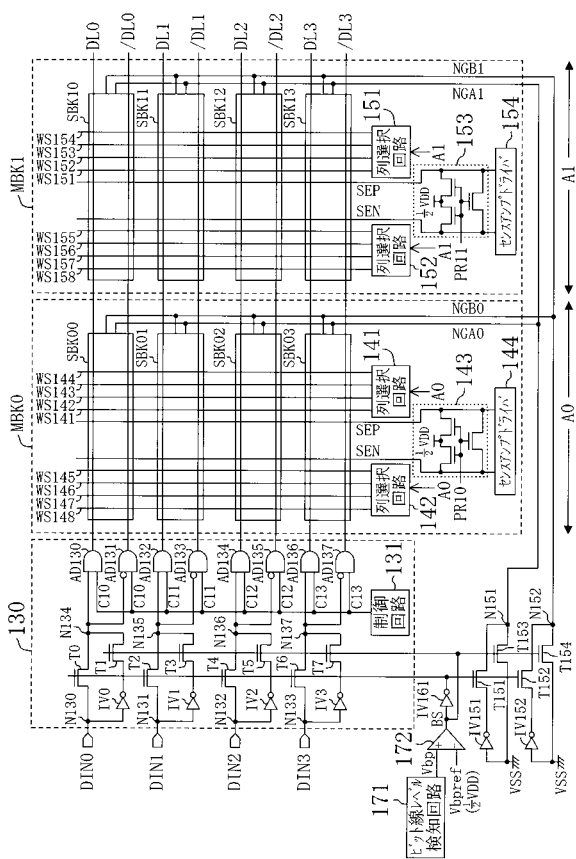 MBK0
MBK1
130
WS148
WS147
WS146
WS145
WS141
WS142
WS143
WS144
WS158
WS157
WS156
WS155
WS151
WS152
WS153
WS154
SBK00
SBK10
DL0
/DL0
DL1
/DL1
DL2
/DL2
DL3
/DL3
SBK01
SBK11
SBK02
SBK12
SBK03
SBK13
AD130
AD131
AD132
AD133
AD134
AD135
AD136
AD137
C10
C10
C11
C11
C12
C12
C13
C13
N134
N135
N136
N137
T0
T1
T2
T3
T4
T5
T6
T7
N130
N131
N132
N133
IV0
IV1
IV2
IV3
DIN0
DIN1
DIN2
DIN3
制御回路
131
NGB0
NGA0
NGB1
NGA1
列選択回路
142
列選択回路
141
列選択回路
152
列選択回路
151
A0
A0
A1
A1
SEN
SEP
SEN
SEP
½VDD
½VDD
PR10
PR11
143
153
センスアンプドライバ
144
センスアンプドライバ
154
171
ビット線レベル検知回路
172
Vbp
Vbpref
(½VDD)
+
-
BS
IV161
IV151
IV152
T151
T153
T152
T154
N151
N152
VSS
VSS
A0
A1